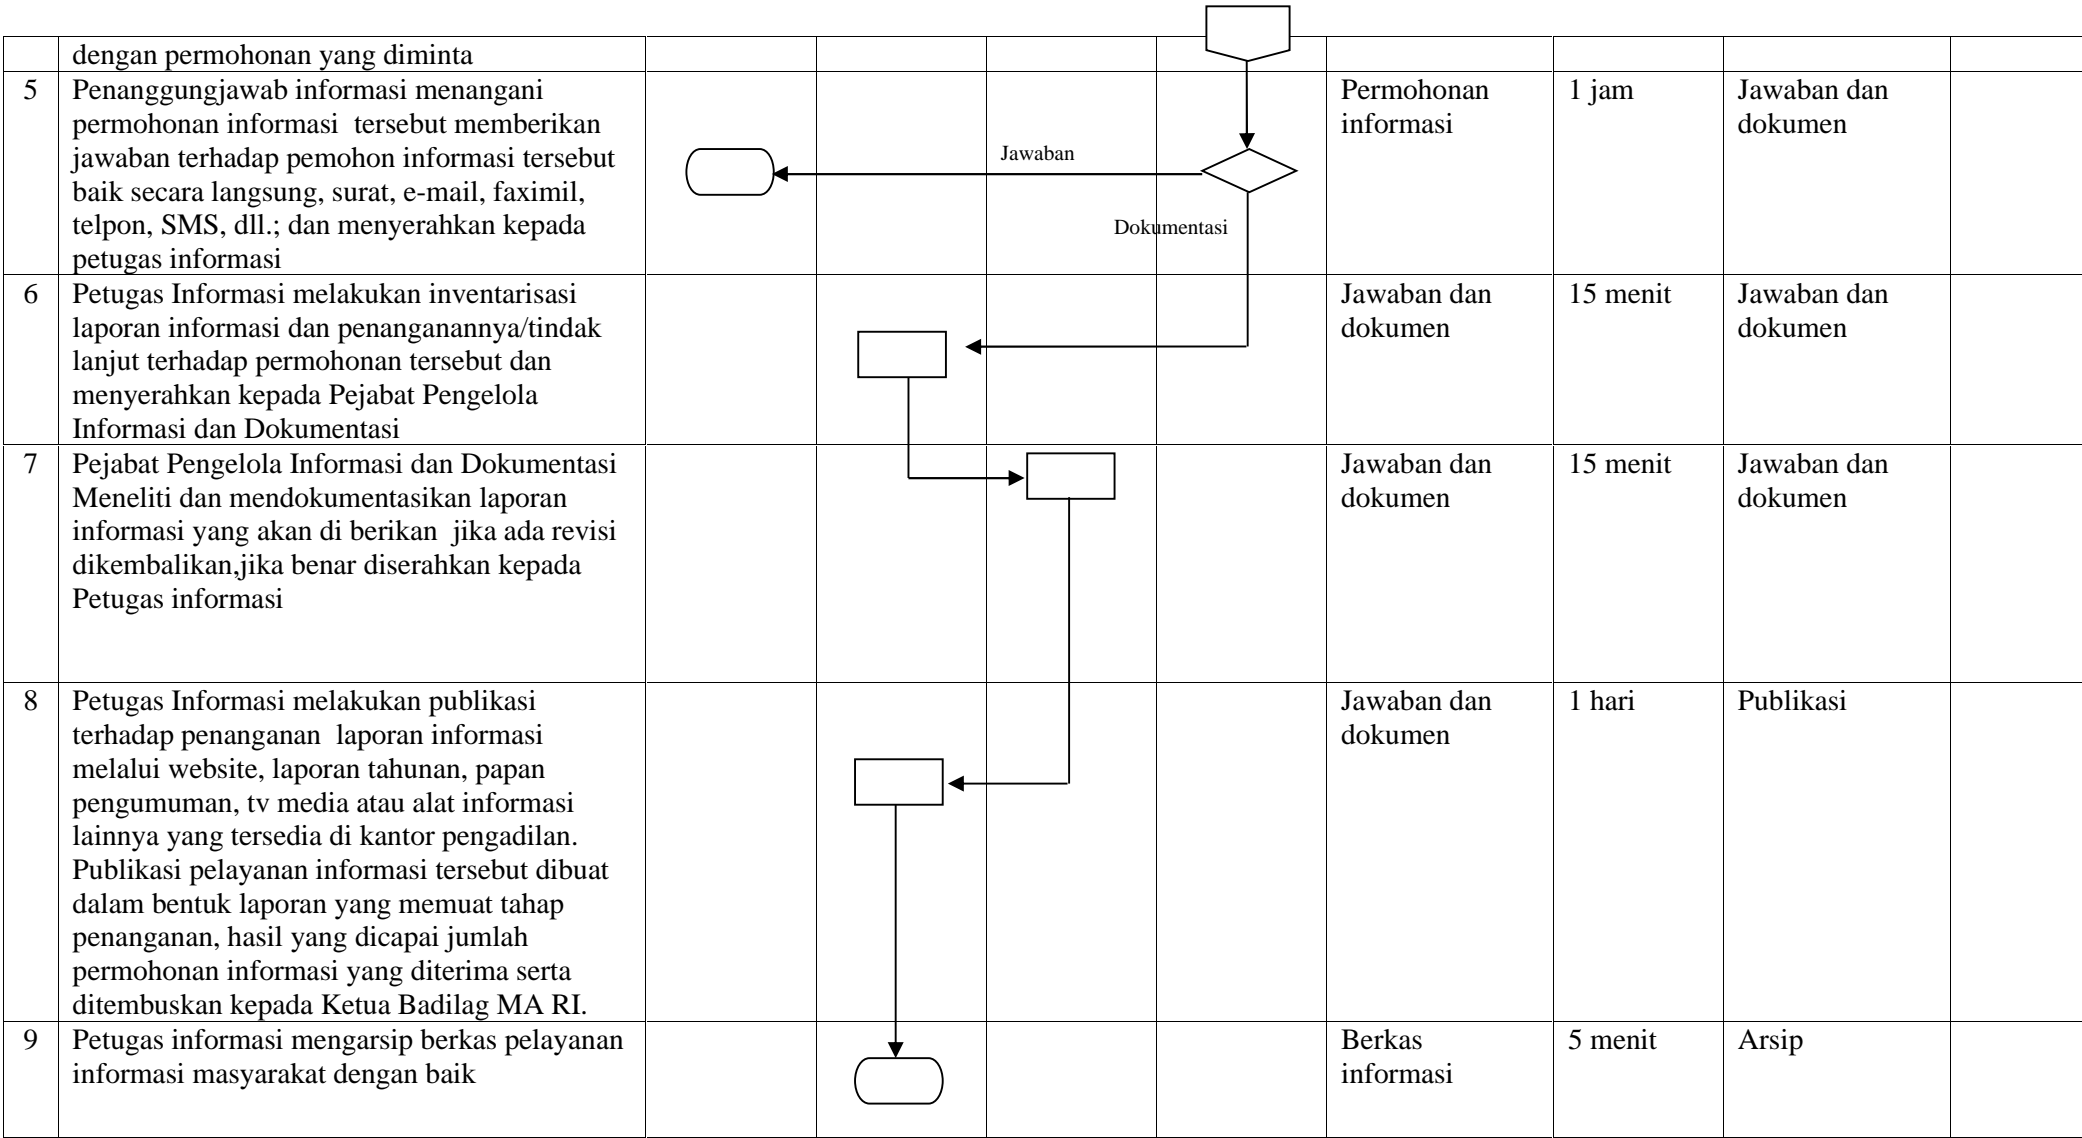 dengan permohonan yang diminta
5
Penanggungjawab informasi menangani
permohonan informasi  tersebut memberikan
jawaban terhadap pemohon informasi tersebut
baik secara langsung, surat, e-mail, faximil,
telpon, SMS, dll.; dan menyerahkan kepada
petugas informasi
Jawaban
Dokumentasi
Permohonan
informasi
1 jam
Jawaban dan
dokumen
6
Petugas Informasi melakukan inventarisasi
laporan informasi dan penanganannya/tindak
lanjut terhadap permohonan tersebut dan
menyerahkan kepada Pejabat Pengelola
Informasi dan Dokumentasi
Jawaban dan
dokumen
15 menit
Jawaban dan
dokumen
7
Pejabat Pengelola Informasi dan Dokumentasi
Meneliti dan mendokumentasikan laporan
informasi yang akan di berikan  jika ada revisi
dikembalikan,jika benar diserahkan kepada
Petugas informasi
Jawaban dan
dokumen
15 menit
Jawaban dan
dokumen
8
Petugas Informasi melakukan publikasi
terhadap penanganan  laporan informasi
melalui website, laporan tahunan, papan
pengumuman, tv media atau alat informasi
lainnya yang tersedia di kantor pengadilan.
Publikasi pelayanan informasi tersebut dibuat
dalam bentuk laporan yang memuat tahap
penanganan, hasil yang dicapai jumlah
permohonan informasi yang diterima serta
ditembuskan kepada Ketua Badilag MA RI.
Jawaban dan
dokumen
1 hari
Publikasi
9
Petugas informasi mengarsip berkas pelayanan
informasi masyarakat dengan baik
Berkas
informasi
5 menit
Arsip